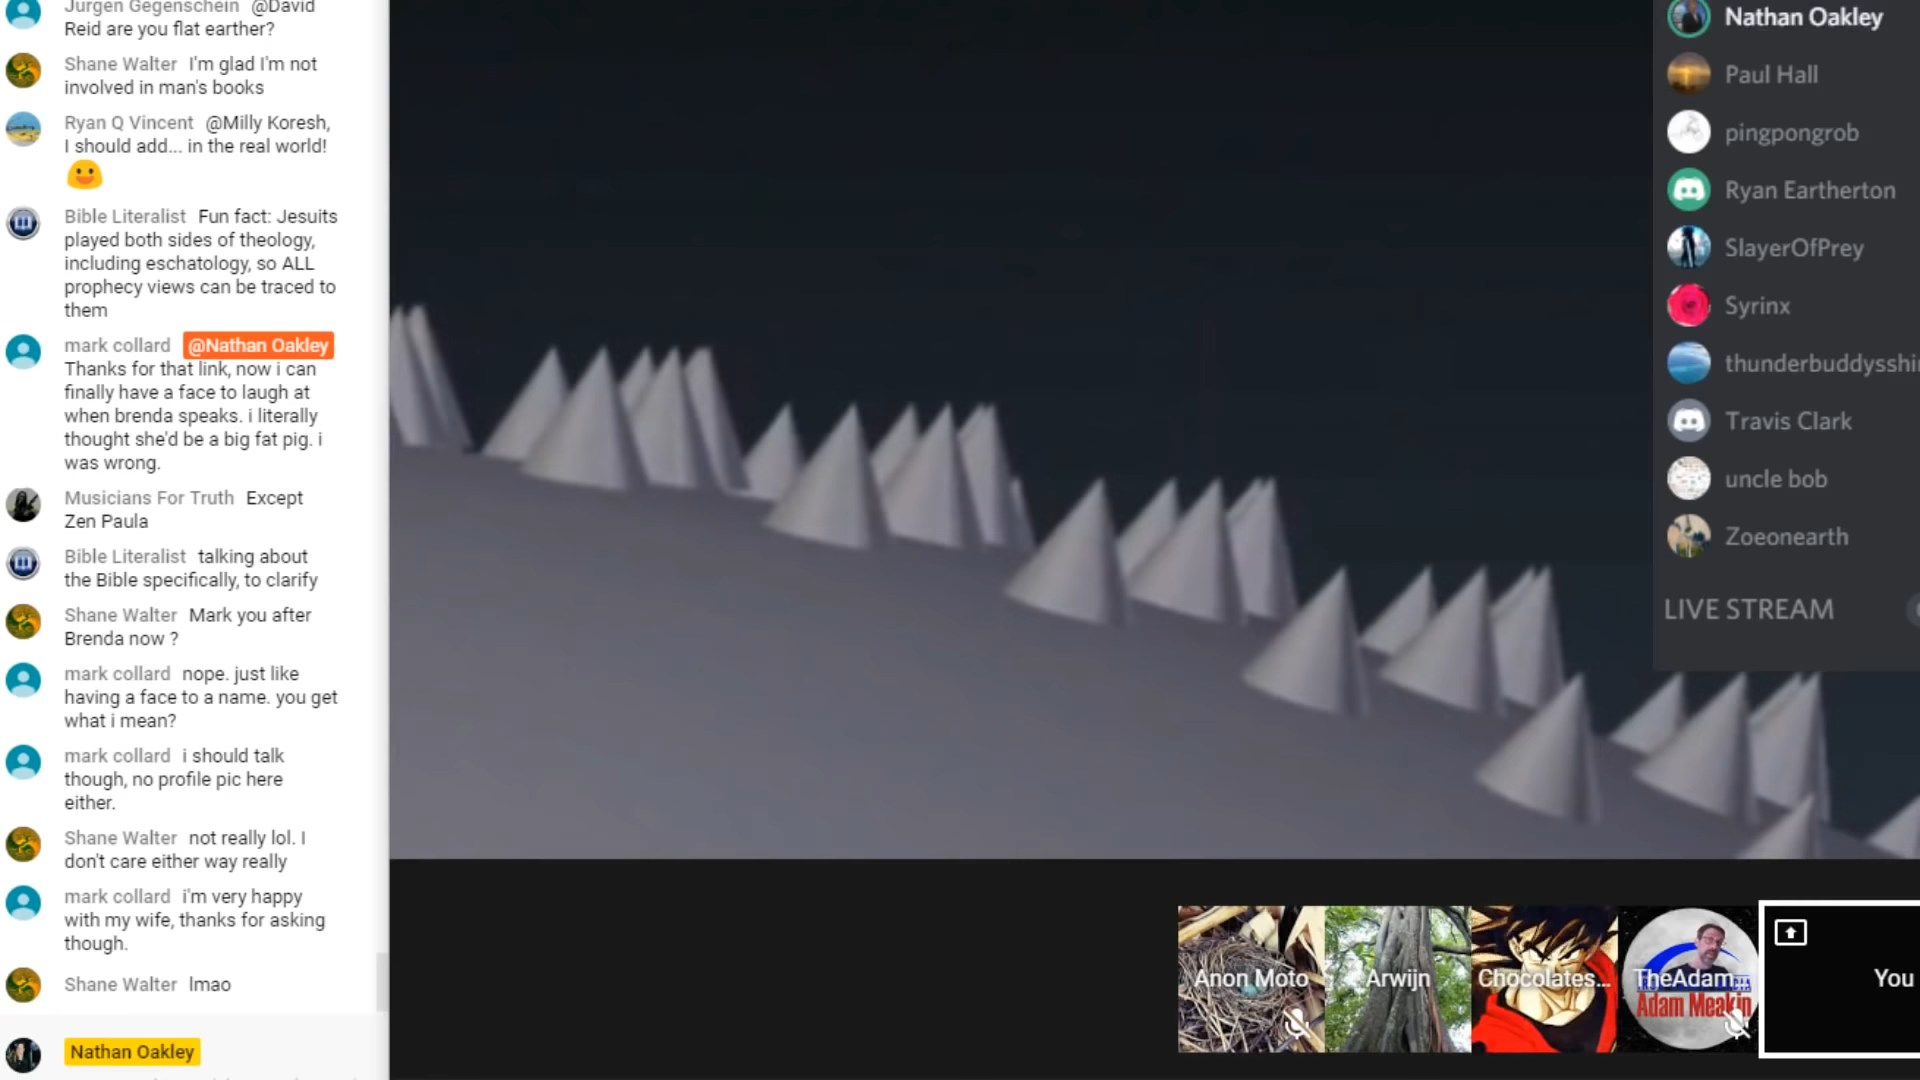 Jurgen Gegenschein @David
Reid are you flat earther?
Shane Walter I'm glad I'm not
involved in man's books
Ryan Q Vincent @Milly Koresh,
I should add... in the real world!
Bible Literalist Fun fact: Jesuits
played both sides of theology,
including eschatology, so ALL
prophecy views can be traced to
them
mark collard @Nathan Oakley
Thanks for that link, now i can
finally have a face to laugh at
when brenda speaks. i literally
thought she'd be a big fat pig. i
was wrong.
Musicians For Truth Except
Zen Paula
Bible Literalist talking about
the Bible specifically, to clarify
Shane Walter Mark you after
Brenda now ?
mark collard nope. just like
having a face to a name. you get
what i mean?
mark collard i should talk
though, no profile pic here
either.
Shane Walter not really lol. I
don't care either way really
mark collard i'm very happy
with my wife, thanks for asking
though.
Shane Walter lmao
Nathan Oakley
Nathan Oakley
Paul Hall
pingpongrob
Ryan Eartherton
SlayerOfPrey
Syrinx
thunderbuddysshi
Travis Clark
uncle bob
Zoeonearth
LIVE STREAM
Anon Moto
Arwijn
Chocolates...
TheAdam...
Adam Meakin
You